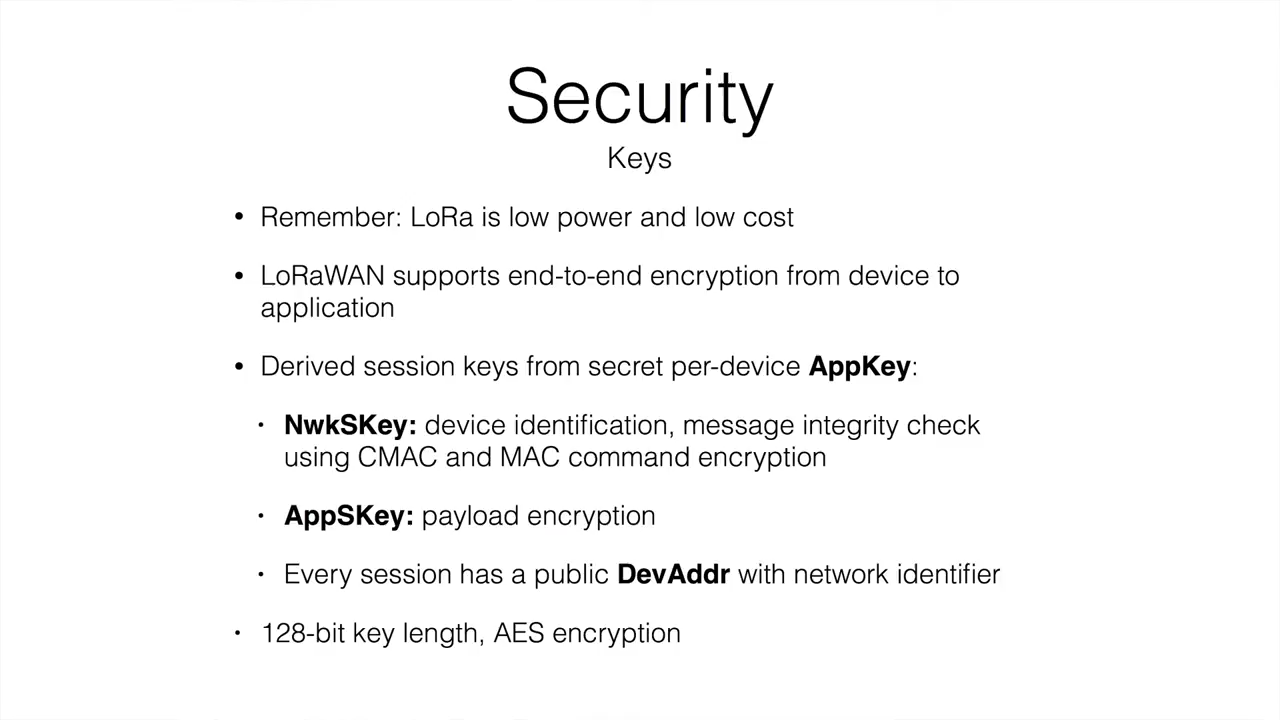 Security
Keys
• Remember: LoRa is low power and low cost
• LoRaWAN supports end-to-end encryption from device to
application
• Derived session keys from secret per-device AppKey:
• NwkSKey: device identification, message integrity check
using CMAC and MAC command encryption
• AppSKey: payload encryption
• Every session has a public DevAddr with network identifier
• 128-bit key length, AES encryption